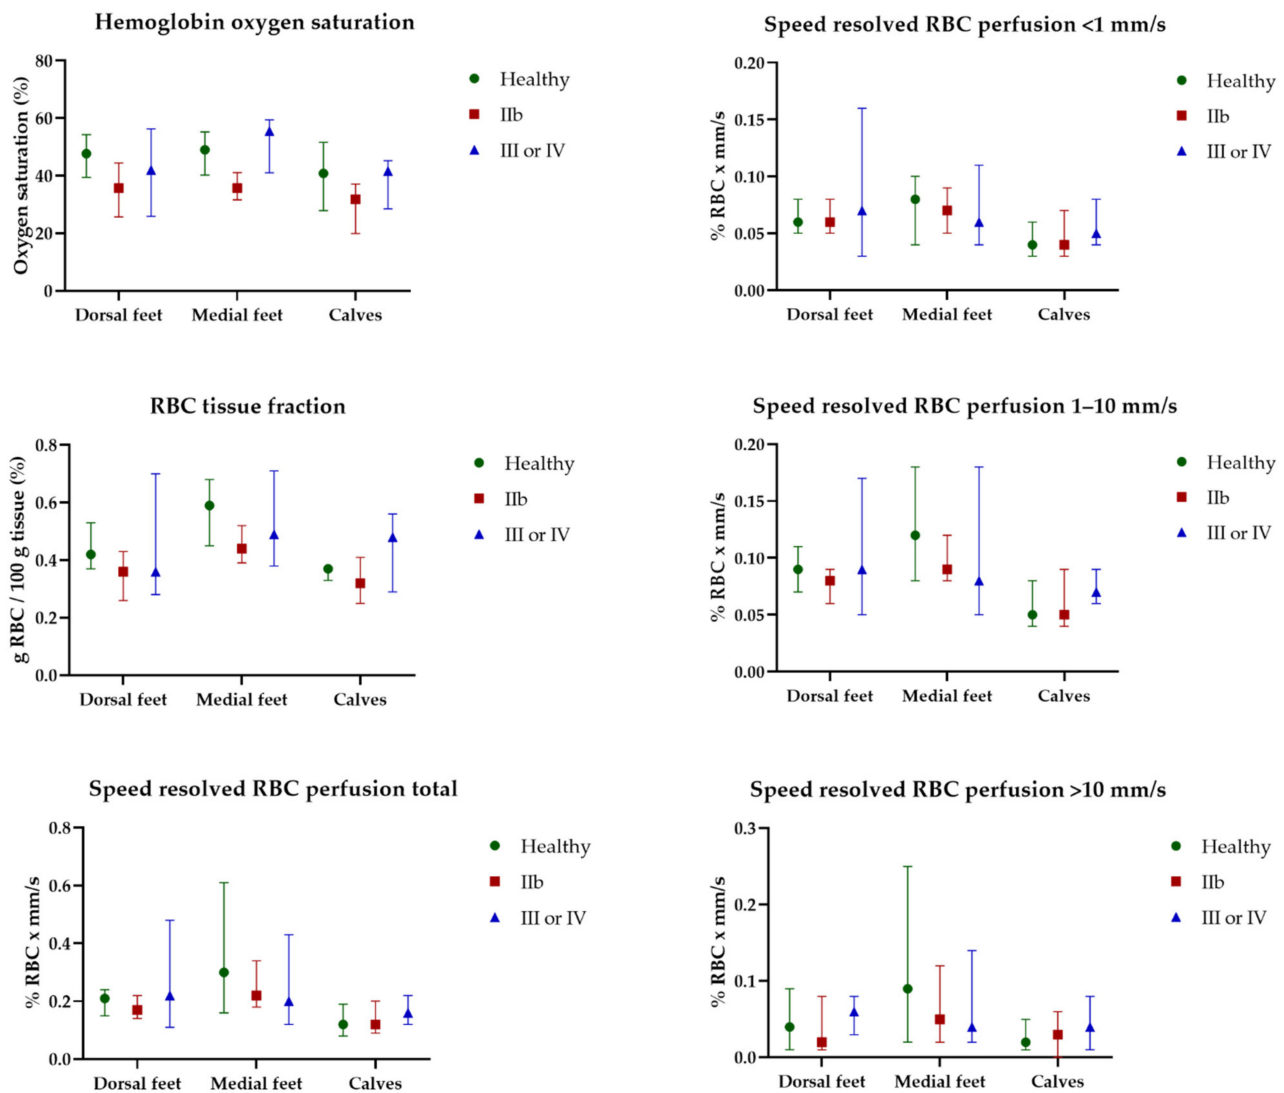 Hemoglobin oxygen saturation
Oxygen saturation (%)
80
60
40
20
0
Dorsal feet
Medial feet
Calves
Healthy
IIb
III or IV
Speed resolved RBC perfusion <1 mm/s
% RBC x mm/s
0.20
0.15
0.10
0.05
0.00
Dorsal feet
Medial feet
Calves
Healthy
IIb
III or IV
RBC tissue fraction
g RBC / 100 g tissue (%)
0.8
0.6
0.4
0.2
0.0
Dorsal feet
Medial feet
Calves
Healthy
IIb
III or IV
Speed resolved RBC perfusion 1–10 mm/s
% RBC x mm/s
0.20
0.15
0.10
0.05
0.00
Dorsal feet
Medial feet
Calves
Healthy
IIb
III or IV
Speed resolved RBC perfusion total
% RBC x mm/s
0.8
0.6
0.4
0.2
0.0
Dorsal feet
Medial feet
Calves
Healthy
IIb
III or IV
Speed resolved RBC perfusion >10 mm/s
% RBC x mm/s
0.3
0.2
0.1
0.0
Dorsal feet
Medial feet
Calves
Healthy
IIb
III or IV